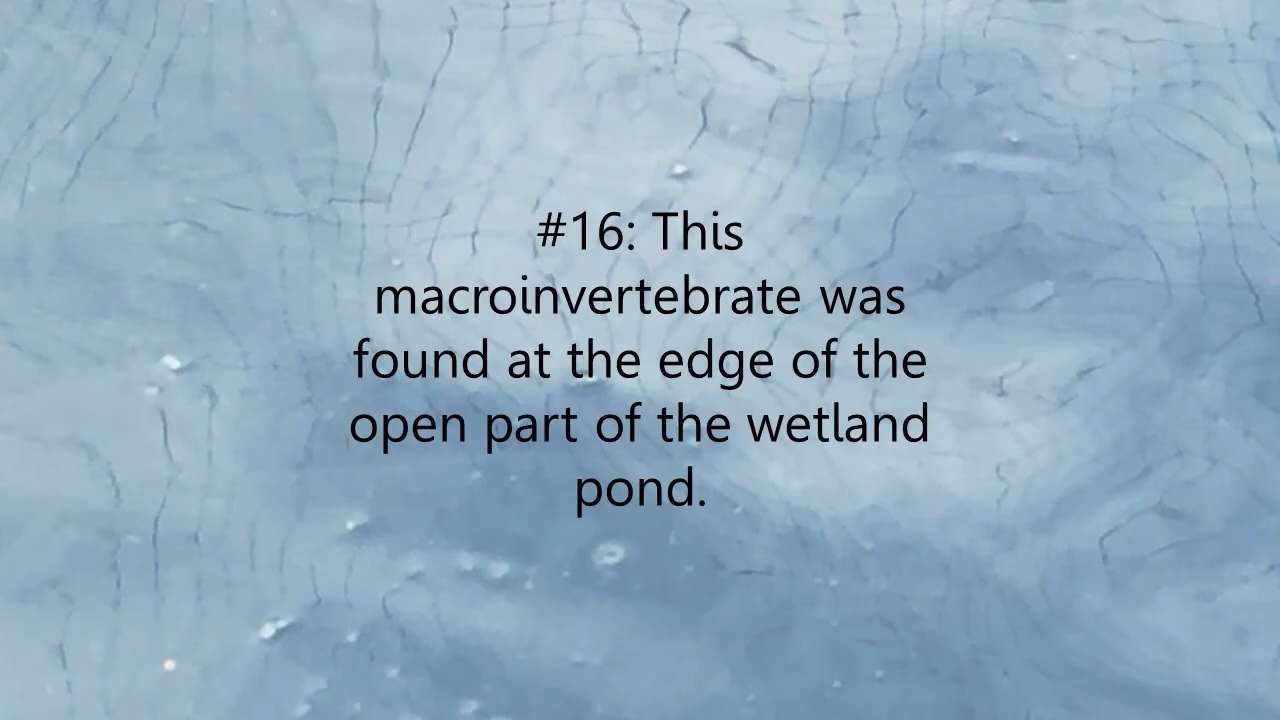 #16: This
macroinvertebrate was
found at the edge of the
open part of the wetland
pond.